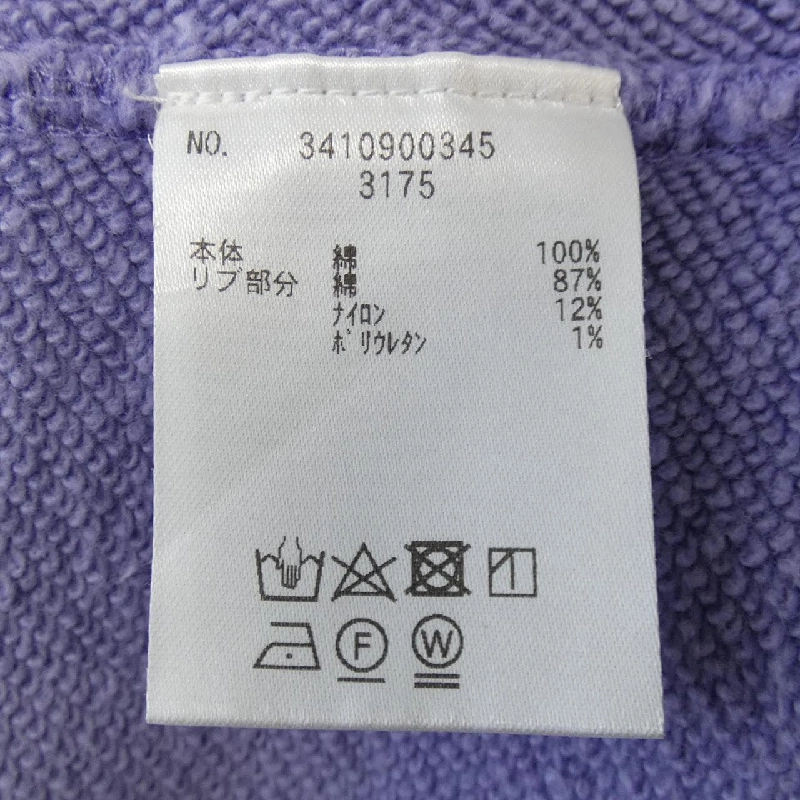 NO. 3410900345
3175
本体 綿 100%
リブ部分 綿 87%
ナイロン 12%
ポリウレタン 1%
F W